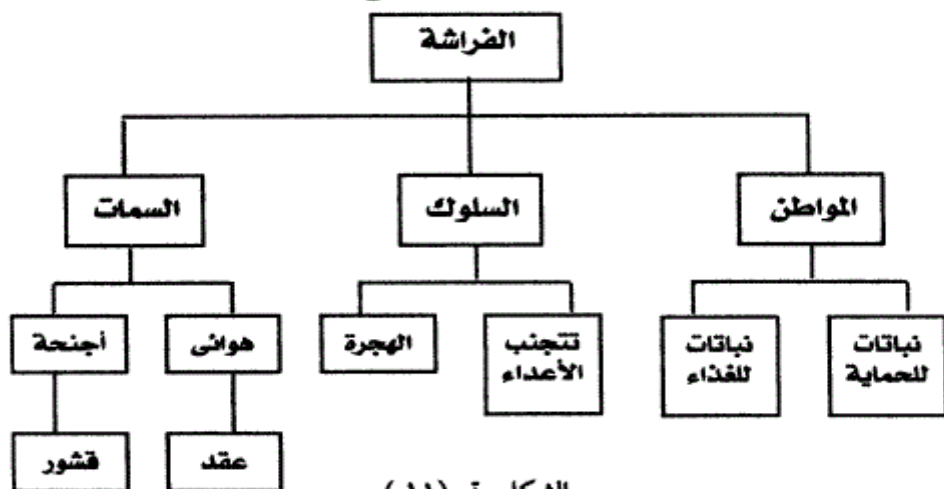 الفراشة
المواطن
السلوك
السمات
نباتات
للحماية
نباتات
للغذاء
تتجنب
الأعداء
الهجرة
هوائى
أجنحة
عقد
قشور